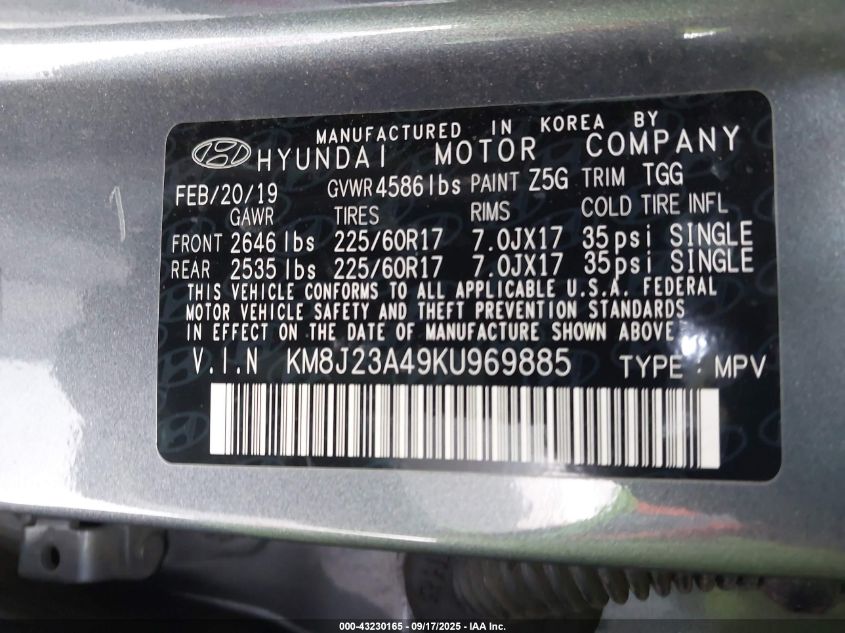 MANUFACTURED IN KOREA BY
HYUNDAI MOTOR COMPANY
FEB/20/19 GVWR 4586 lbs PAINT Z5G TRIM TGG
GAWR TIRES RIMS COLD TIRE INFL
FRONT 2646 lbs 225/60R17 7.0JX17 35psi SINGLE
REAR 2535 lbs 225/60R17 7.0JX17 35psi SINGLE
THIS VEHICLE CONFORMS TO ALL APPLICABLE U.S.A. FEDERAL
MOTOR VEHICLE SAFETY AND THEFT PREVENTION STANDARDS
IN EFFECT ON THE DATE OF MANUFACTURE SHOWN ABOVE
V.I.N KM8J23A49KU969885 TYPE : MPV
000-43230165 - 09/17/2025 - IAA Inc.